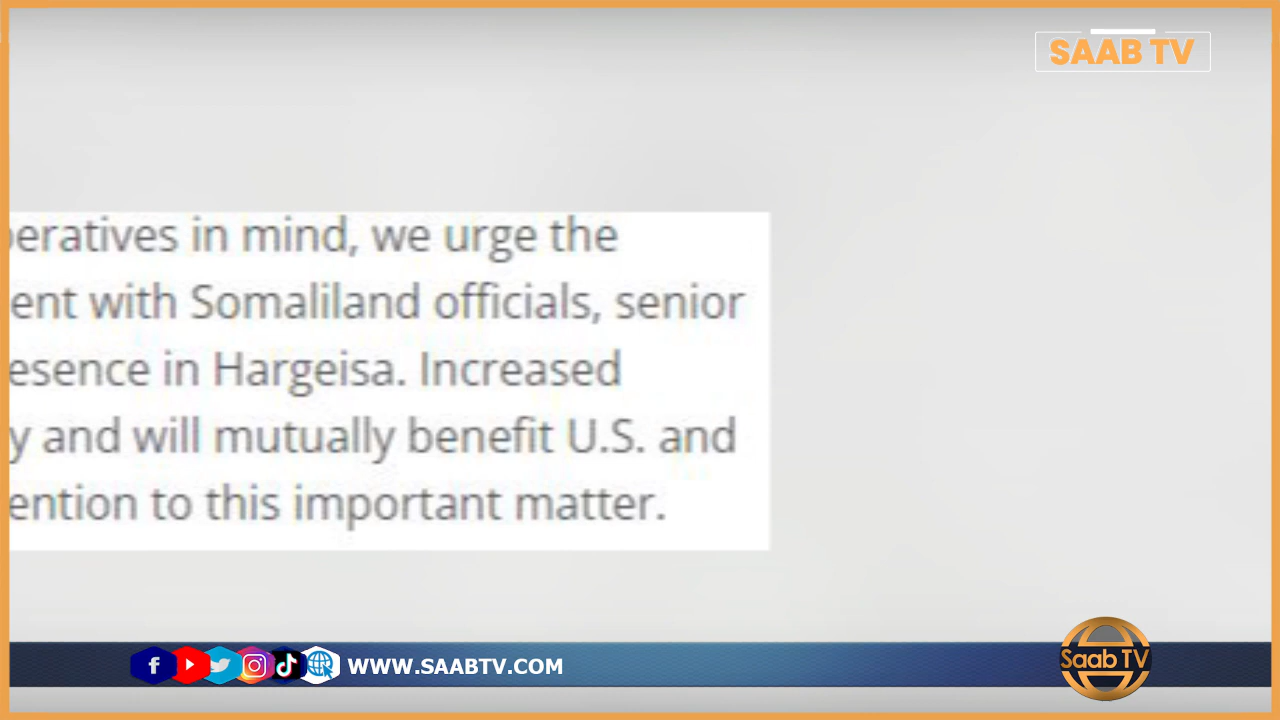 SAAB TV
peratives in mind, we urge the
ent with Somaliland officials, senior
esence in Hargeisa. Increased
y and will mutually benefit U.S. and
ention to this important matter.
WWW.SAABTV.COM
Saab TV